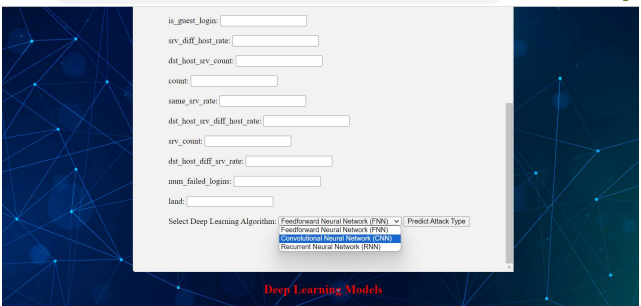 is_guest_login:
srv_diff_host_rate:
dst_host_srv_count:
count:
same_srv_rate:
dst_host_srv_diff_host_rate:
srv_count:
dst_host_diff_srv_rate:
num_failed_logins:
land:
Select Deep Learning Algorithm: Feedforward Neural Network (FNN) Predict Attack Type
Feedforward Neural Network (FNN)
Convolutional Neural Network (CNN)
Recurrent Neural Network (RNN)
Deep Learning Models